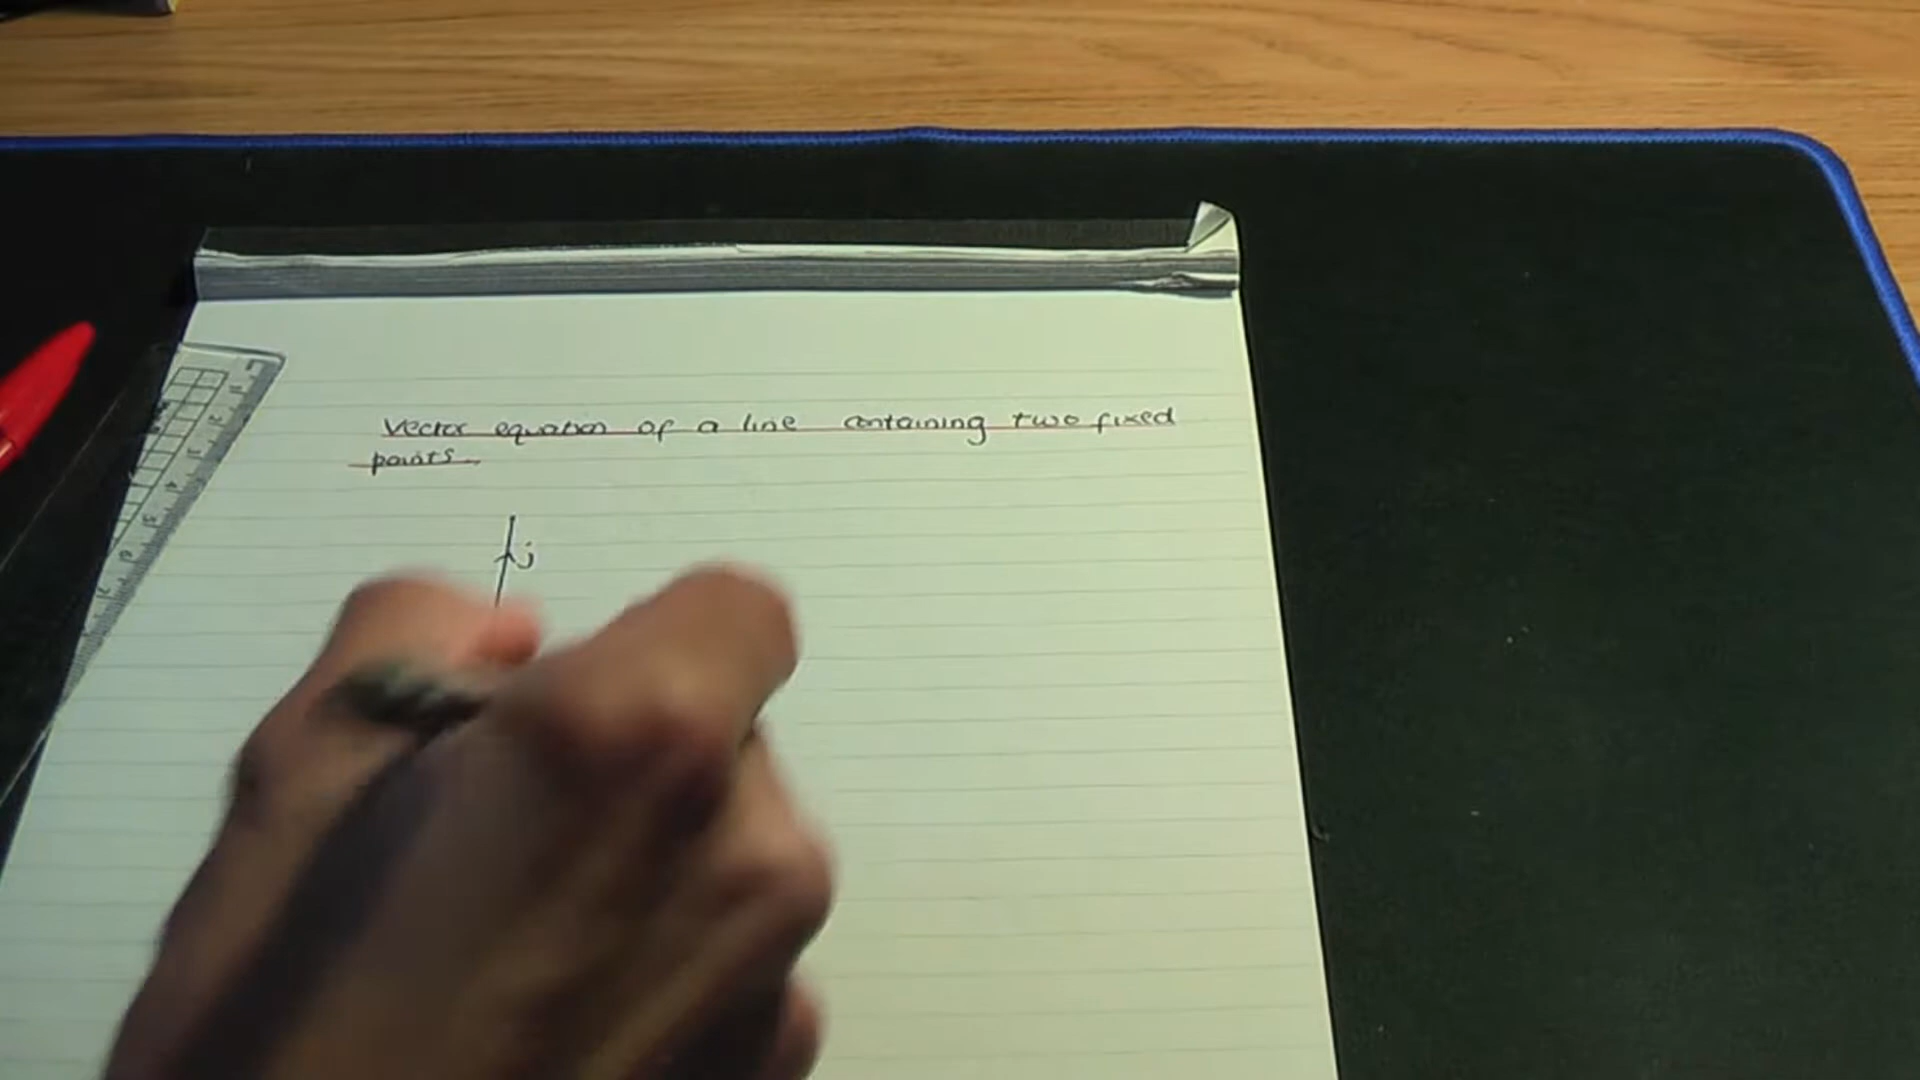 Vector equation of a line containing two fixed
points
j